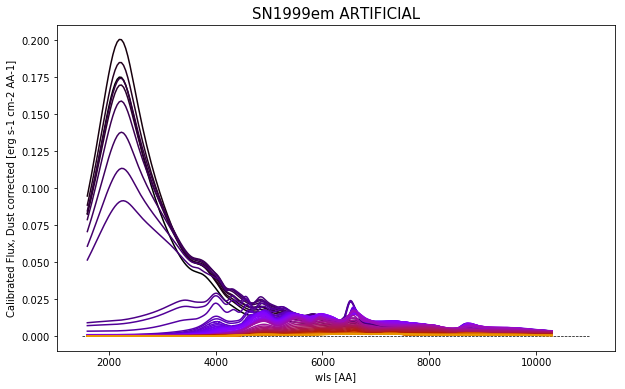 SN1999em ARTIFICIAL
Calibrated Flux, Dust corrected [erg s-1 cm-2 AA-1]
0.200
0.175
0.150
0.125
0.100
0.075
0.050
0.025
0.000
2000 4000 6000 8000 10000
wls [AA]